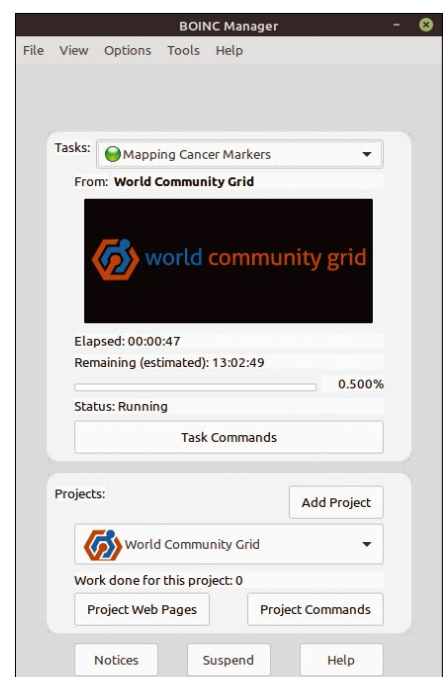 BOINC Manager
File View Options Tools Help
Tasks: Mapping Cancer Markers
From: World Community Grid
world community grid
Elapsed: 00:00:47
Remaining (estimated): 13:02:49
0.500%
Status: Running
Task Commands
Projects:
Add Project
World Community Grid
Work done for this project: 0
Project Web Pages Project Commands
Notices Suspend Help